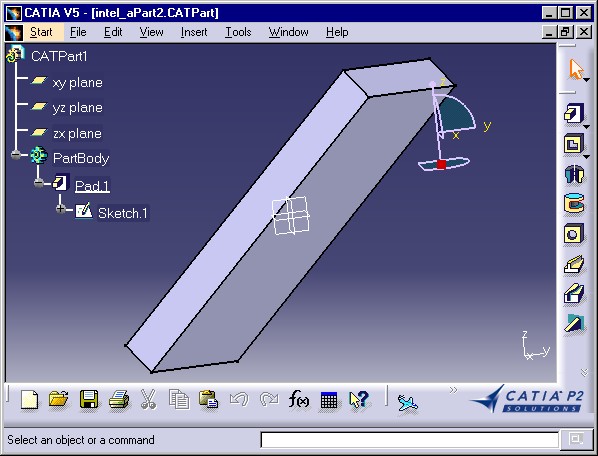 CATIA V5 - [intel_aPart2.CATPart]
Start File Edit View Insert Tools Window Help
CATPart1
xy plane
yz plane
zx plane
PartBody
Pad.1
Sketch.1
z
y
x
z
x y
f(x) ?
CATIA P2
SOLUTIONS
Select an object or a command